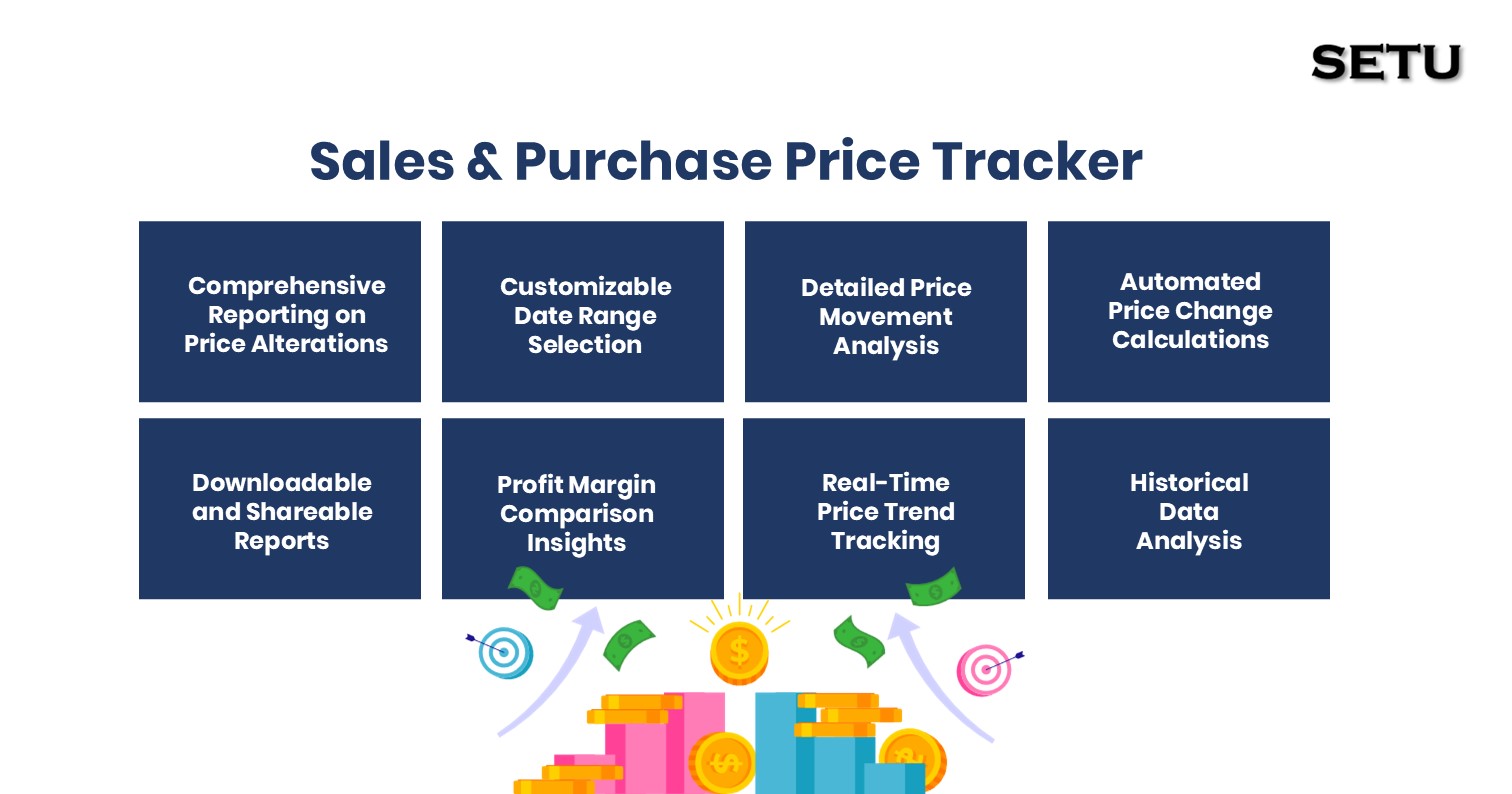 SETU
Sales & Purchase Price Tracker
Comprehensive
Reporting on
Price Alterations
Customizable
Date Range
Selection
Detailed Price
Movement
Analysis
Automated
Price Change
Calculations
Downloadable
and Shareable
Reports
Profit Margin
Comparison
Insights
Real-Time
Price Trend
Tracking
Historical
Data
Analysis
$
$